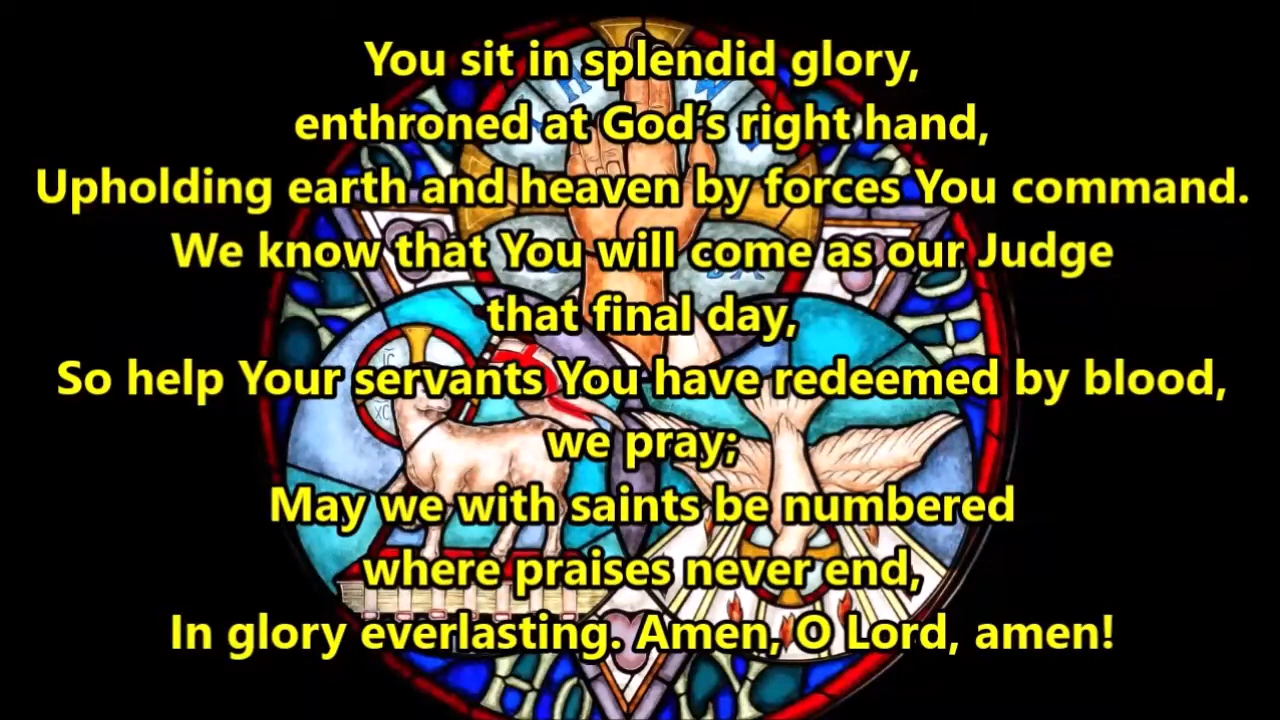 You sit in splendid glory,
enthroned at God's right hand,
Upholding earth and heaven by forces You command.
We know that You will come as our Judge
that final day,
So help Your servants You have redeemed by blood,
we pray;
May we with saints be numbered
where praises never end,
In glory everlasting. Amen, O Lord, amen!
IC
XC